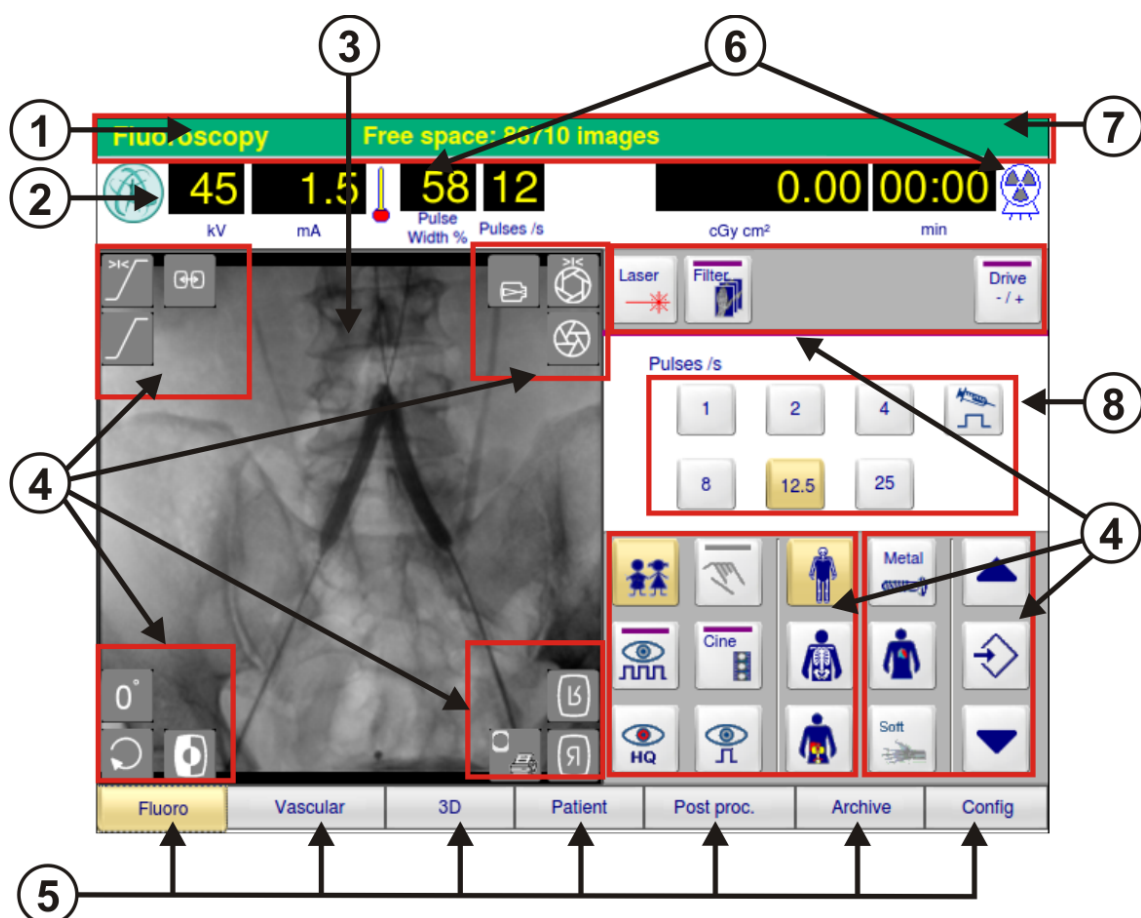 3
6
1
Fluoroscopy Free space: 80710 images
7
2
45 1.5 58 12 0.00 00:00
kV mA Pulse Width % Pulses /s cGy cm² min
Laser Filter Drive
- / +
Pulses /s
1 2 4
8
8 12.5 25
4
4
Metal
Cine
0°
R
R
HQ
Soft
Fluoro Vascular 3D Patient Post proc. Archive Config
5